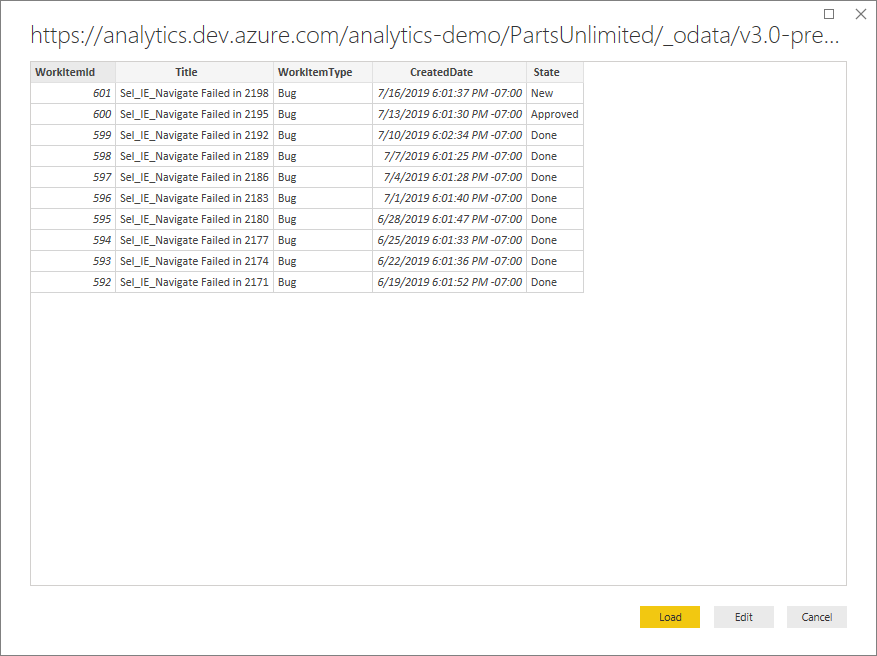 https://analytics.dev.azure.com/analytics-demo/PartsUnlimited/_odata/v3.0-pre...
WorkItemId Title WorkItemType CreatedDate State
601 Sel_IE_Navigate Failed in 2198 Bug 7/16/2019 6:01:37 PM -07:00 New
600 Sel_IE_Navigate Failed in 2195 Bug 7/13/2019 6:01:30 PM -07:00 Approved
599 Sel_IE_Navigate Failed in 2192 Bug 7/10/2019 6:02:34 PM -07:00 Done
598 Sel_IE_Navigate Failed in 2189 Bug 7/7/2019 6:01:25 PM -07:00 Done
597 Sel_IE_Navigate Failed in 2186 Bug 7/4/2019 6:01:28 PM -07:00 Done
596 Sel_IE_Navigate Failed in 2183 Bug 7/1/2019 6:01:40 PM -07:00 Done
595 Sel_IE_Navigate Failed in 2180 Bug 6/28/2019 6:01:47 PM -07:00 Done
594 Sel_IE_Navigate Failed in 2177 Bug 6/25/2019 6:01:33 PM -07:00 Done
593 Sel_IE_Navigate Failed in 2174 Bug 6/22/2019 6:01:36 PM -07:00 Done
592 Sel_IE_Navigate Failed in 2171 Bug 6/19/2019 6:01:52 PM -07:00 Done
Load Edit Cancel